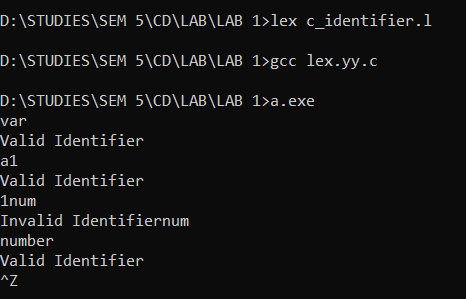 D:\STUDIES\SEM 5\CD\LAB\LAB 1>lex c_identifier.l
D:\STUDIES\SEM 5\CD\LAB\LAB 1>gcc lex.yy.c
D:\STUDIES\SEM 5\CD\LAB\LAB 1>a.exe
var
Valid Identifier
a1
Valid Identifier
1num
Invalid Identifiernum
number
Valid Identifier
^Z